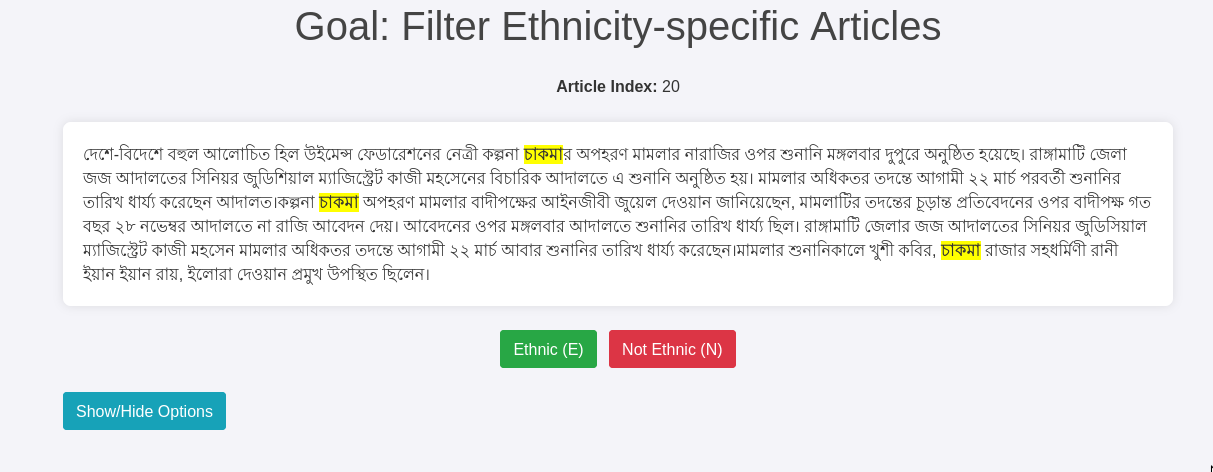 Goal: Filter Ethnicity-specific Articles
Article Index: 20
দেশে-বিদেশে বহুল আলোচিত হিল উইমেন্স ফেডারেশনের নেত্রী কল্পনা চাকমার অপহরণ মামলার নারাজির ওপর শুনানি মঙ্গলবার দুপুরে অনুষ্ঠিত হয়েছে। রাঙ্গামাটি জেলা
জজ আদালতের সিনিয়র জুডিশিয়াল ম্যাজিস্ট্রেট কাজী মহসেনের বিচারিক আদালতে এ শুনানি অনুষ্ঠিত হয়। মামলার অধিকতর তদন্তে আগামী ২২ মার্চ পরবর্তী শুনানির
তারিখ ধার্য্য করেছেন আদালত।কল্পনা চাকমা অপহরণ মামলার বাদীপক্ষের আইনজীবী জুয়েল দেওয়ান জানিয়েছেন, মামলাটির তদন্তের চূড়ান্ত প্রতিবেদনের ওপর বাদীপক্ষ গত
বছর ২৮ নভেম্বর আদালতে না রাজি আবেদন দেয়। আবেদনের ওপর মঙ্গলবার আদালতে শুনানির তারিখ ধার্য্য ছিল। রাঙ্গামাটি জেলার জজ আদালতের সিনিয়র জুডিসিয়াল
ম্যাজিস্ট্রেট কাজী মহসেন মামলার অধিকতর তদন্তে আগামী ২২ মার্চ আবার শুনানির তারিখ ধার্য্য করেছেন।মামলার শুনানিকালে খুশী কবির, চাকমা রাজার সহধর্মিণী রানী
ইয়ান ইয়ান রায়, ইলোরা দেওয়ান প্রমুখ উপস্থিত ছিলেন।
Ethnic (E)
Not Ethnic (N)
Show/Hide Options